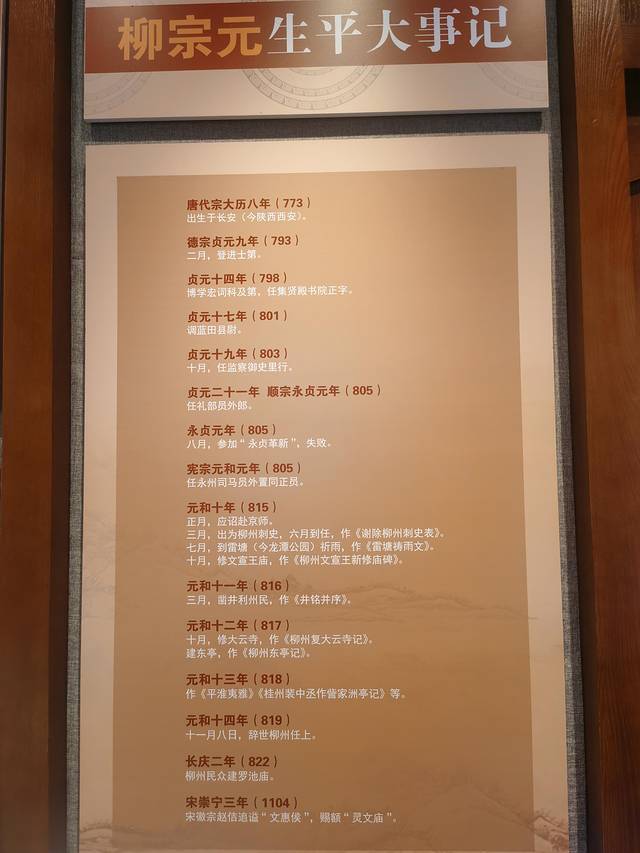 柳宗元生平大事记
唐代宗大历八年（773）
出生于长安（今陕西西安）。
德宗贞元九年（793）
二月，登进士第。
贞元十四年（798）
博学宏词科及第，任集贤殿书院正字。
贞元十七年（801）
调蓝田县尉。
贞元十九年（803）
十月，任监察御史里行。
贞元二十一年 顺宗永贞元年（805）
任礼部员外郎。
永贞元年（805）
八月，参加“永贞革新”，失败。
宪宗元和元年（805）
任永州司马员外置同正员。
元和十年（815）
正月，应诏赴京师。
三月，出为柳州刺史，六月到任，作《谢除柳州刺史表》。
七月，到雷塘（今龙潭公园）祈雨，作《雷塘祷雨文》。
十月，修文宣王庙，作《柳州文宣王新修庙碑》。
元和十一年（816）
三月，凿井利州民，作《井铭并序》。
元和十二年（817）
十月，修大云寺，作《柳州复大云寺记》。
建东亭，作《柳州东亭记》。
元和十三年（818）
作《平淮夷雅》《桂州裴中丞作訾家洲亭记》等。
元和十四年（819）
十一月八日，辞世柳州任上。
长庆二年（822）
柳州民众建罗池庙。
宋崇宁三年（1104）
宋徽宗赵佶追谥“文惠侯”，赐额“灵文庙”。